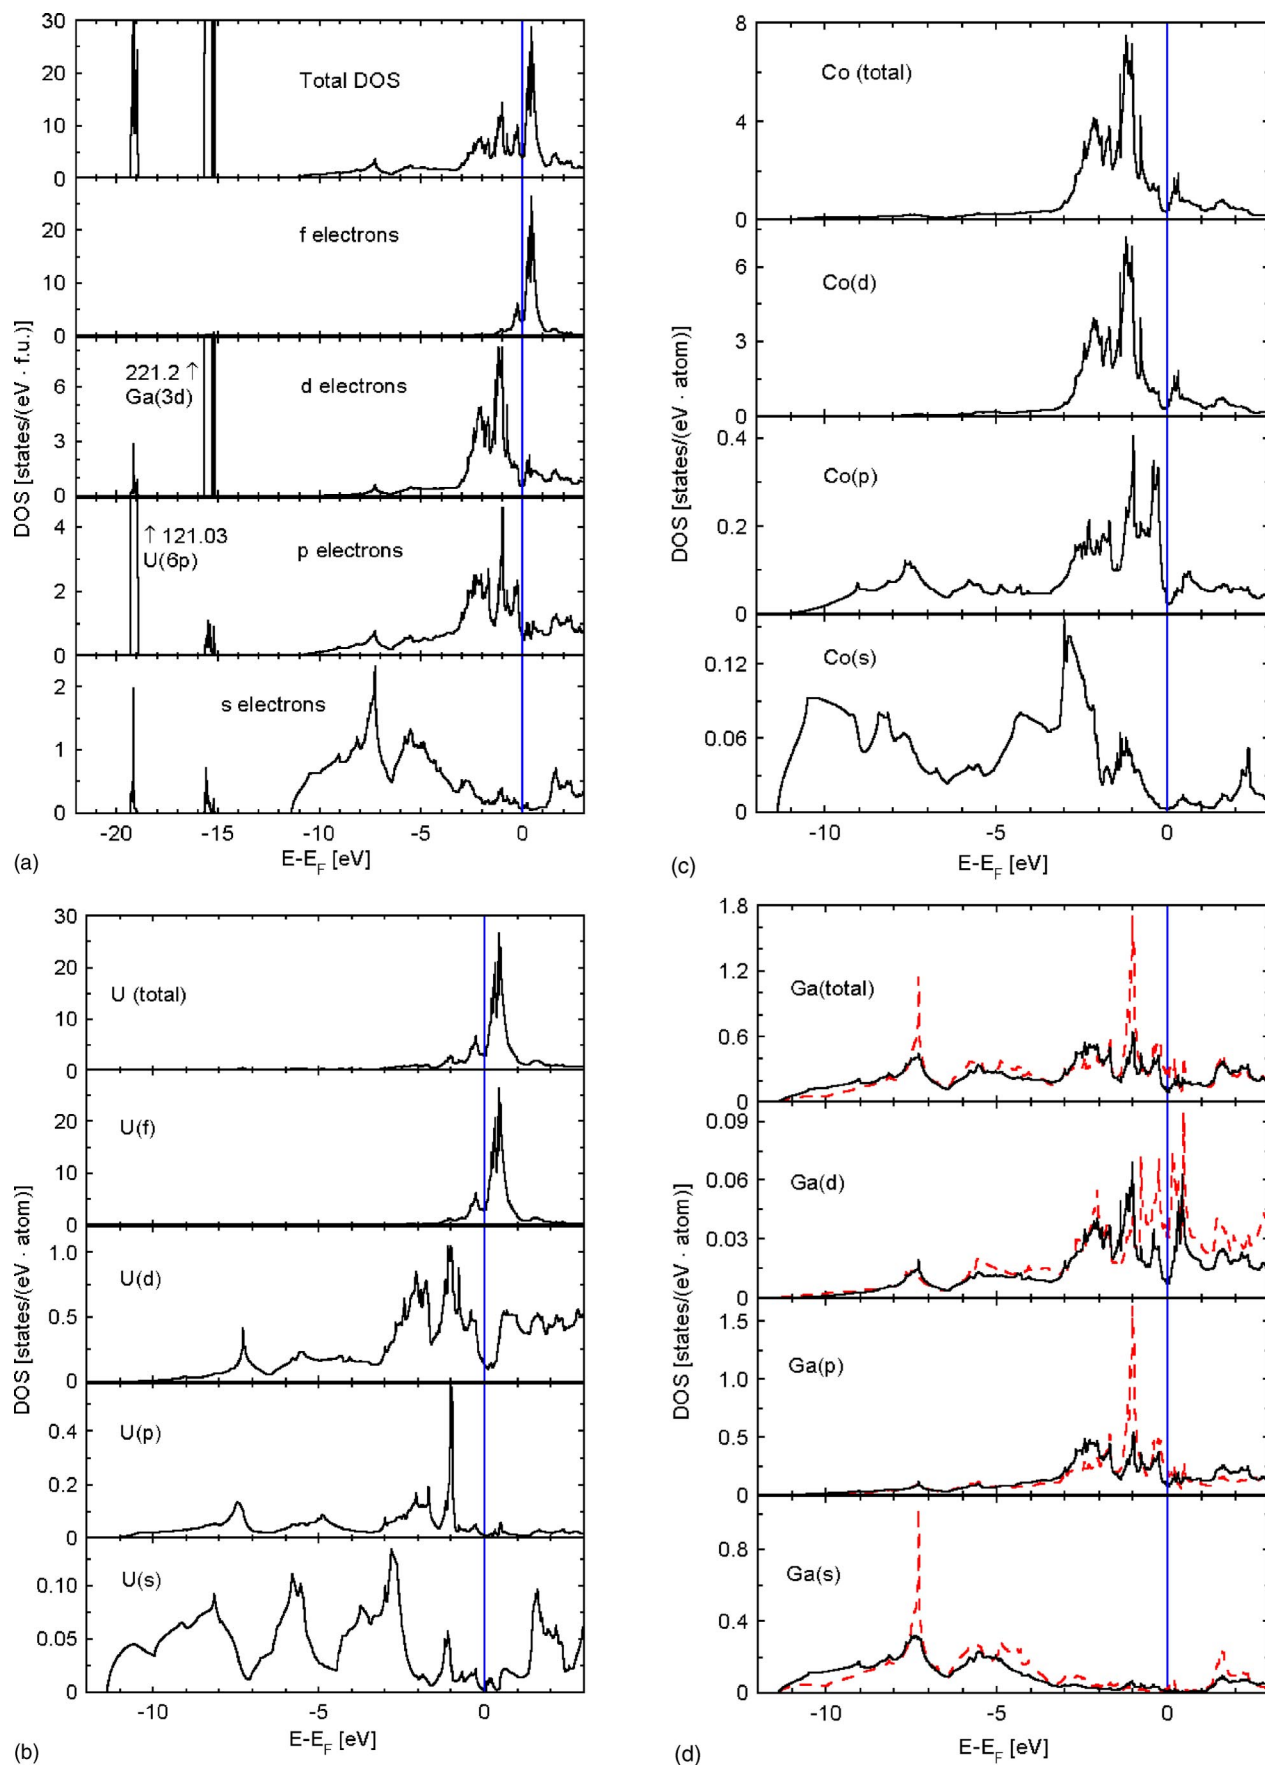 30
20
10
0
Total DOS
20
10
0
f electrons
DOS [states/(eV · f.u.)]
6
3
0
221.2 ↑
Ga(3d)
d electrons
4
2
0
↑ 121.03
U(6p)
p electrons
2
1
0
s electrons
-20 -15 -10 -5 0
E-EF [eV]
(a)
8
4
0
Co (total)
6
3
0
Co(d)
DOS [states/(eV · atom)]
0.4
0.2
0
Co(p)
0.12
0.06
0
Co(s)
-10 -5 0
E-EF [eV]
(c)
30
20
10
0
U (total)
20
10
0
U(f)
DOS [states/(eV · atom)]
1.0
0.5
0
U(d)
0.4
0.2
0
U(p)
0.10
0.05
0
U(s)
-10 -5 0
E-EF [eV]
(b)
1.8
1.2
0.6
0
Ga(total)
0.09
0.06
0.03
0
Ga(d)
DOS [states/(eV · atom)]
1.5
1.0
0.5
0
Ga(p)
0.8
0.4
0
Ga(s)
-10 -5 0
E-EF [eV]
(d)